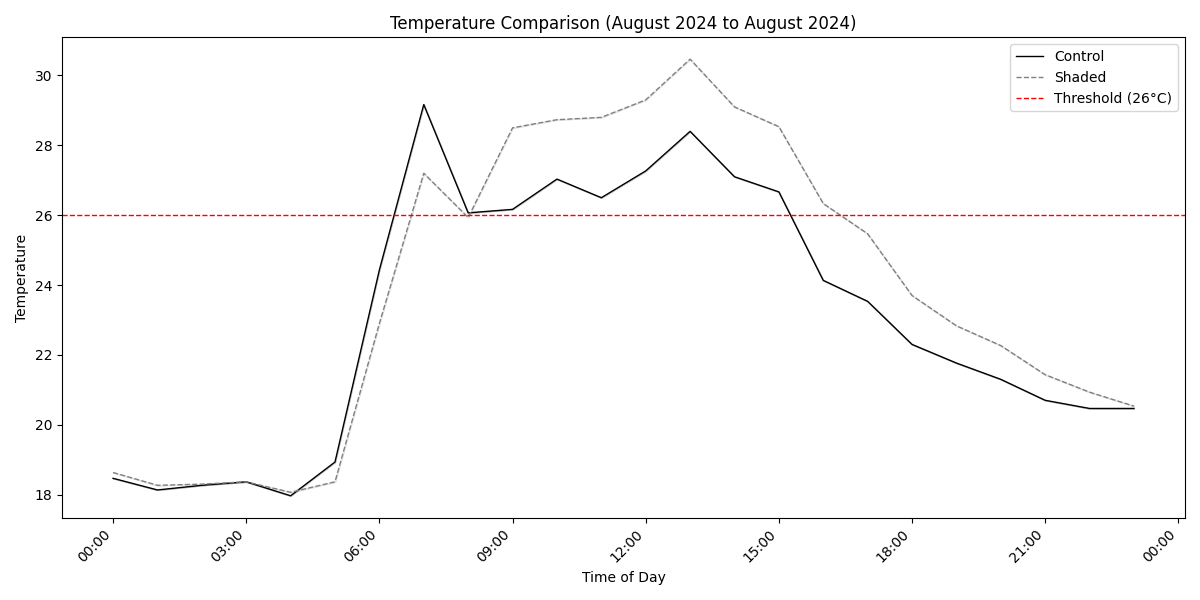 Temperature Comparison (August 2024 to August 2024)
Control
Shaded
Threshold (26°C)
Temperature
30
28
26
24
22
20
18
00:00
03:00
06:00
09:00
12:00
15:00
18:00
21:00
00:00
Time of Day